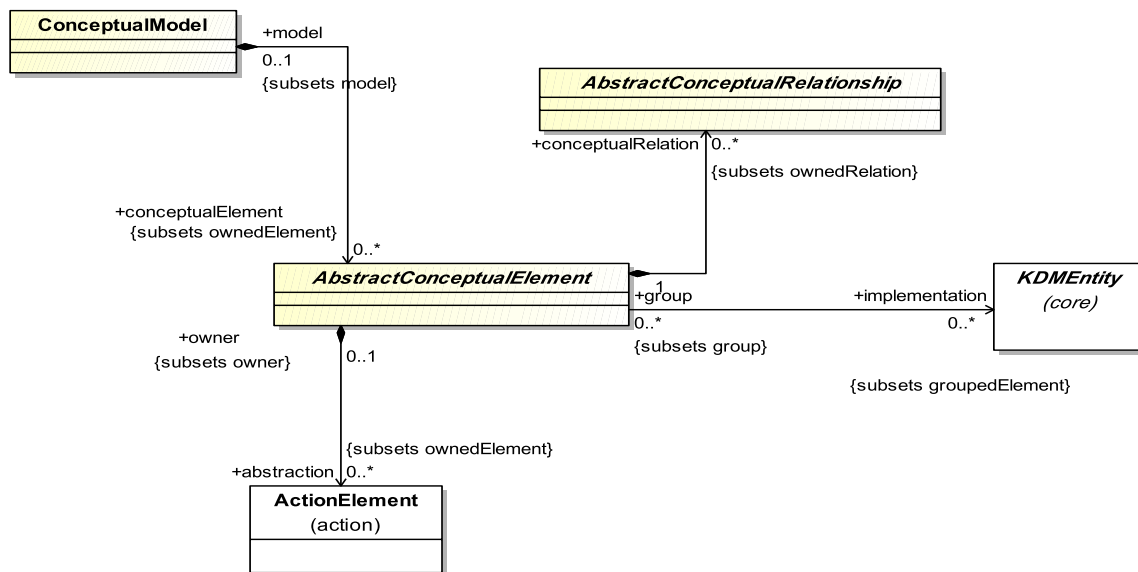 ConceptualModel
+model
0..1
{subsets model}
AbstractConceptualRelationship
+conceptualRelation 0..*
{subsets ownedRelation}
+conceptualElement
{subsets ownedElement}
0..*
AbstractConceptualElement
1
+group
0..*
{subsets group}
+implementation
0..*
{subsets groupedElement}
KDMEntity
(core)
+owner
{subsets owner}
0..1
{subsets ownedElement}
+abstraction 0..*
ActionElement
(action)